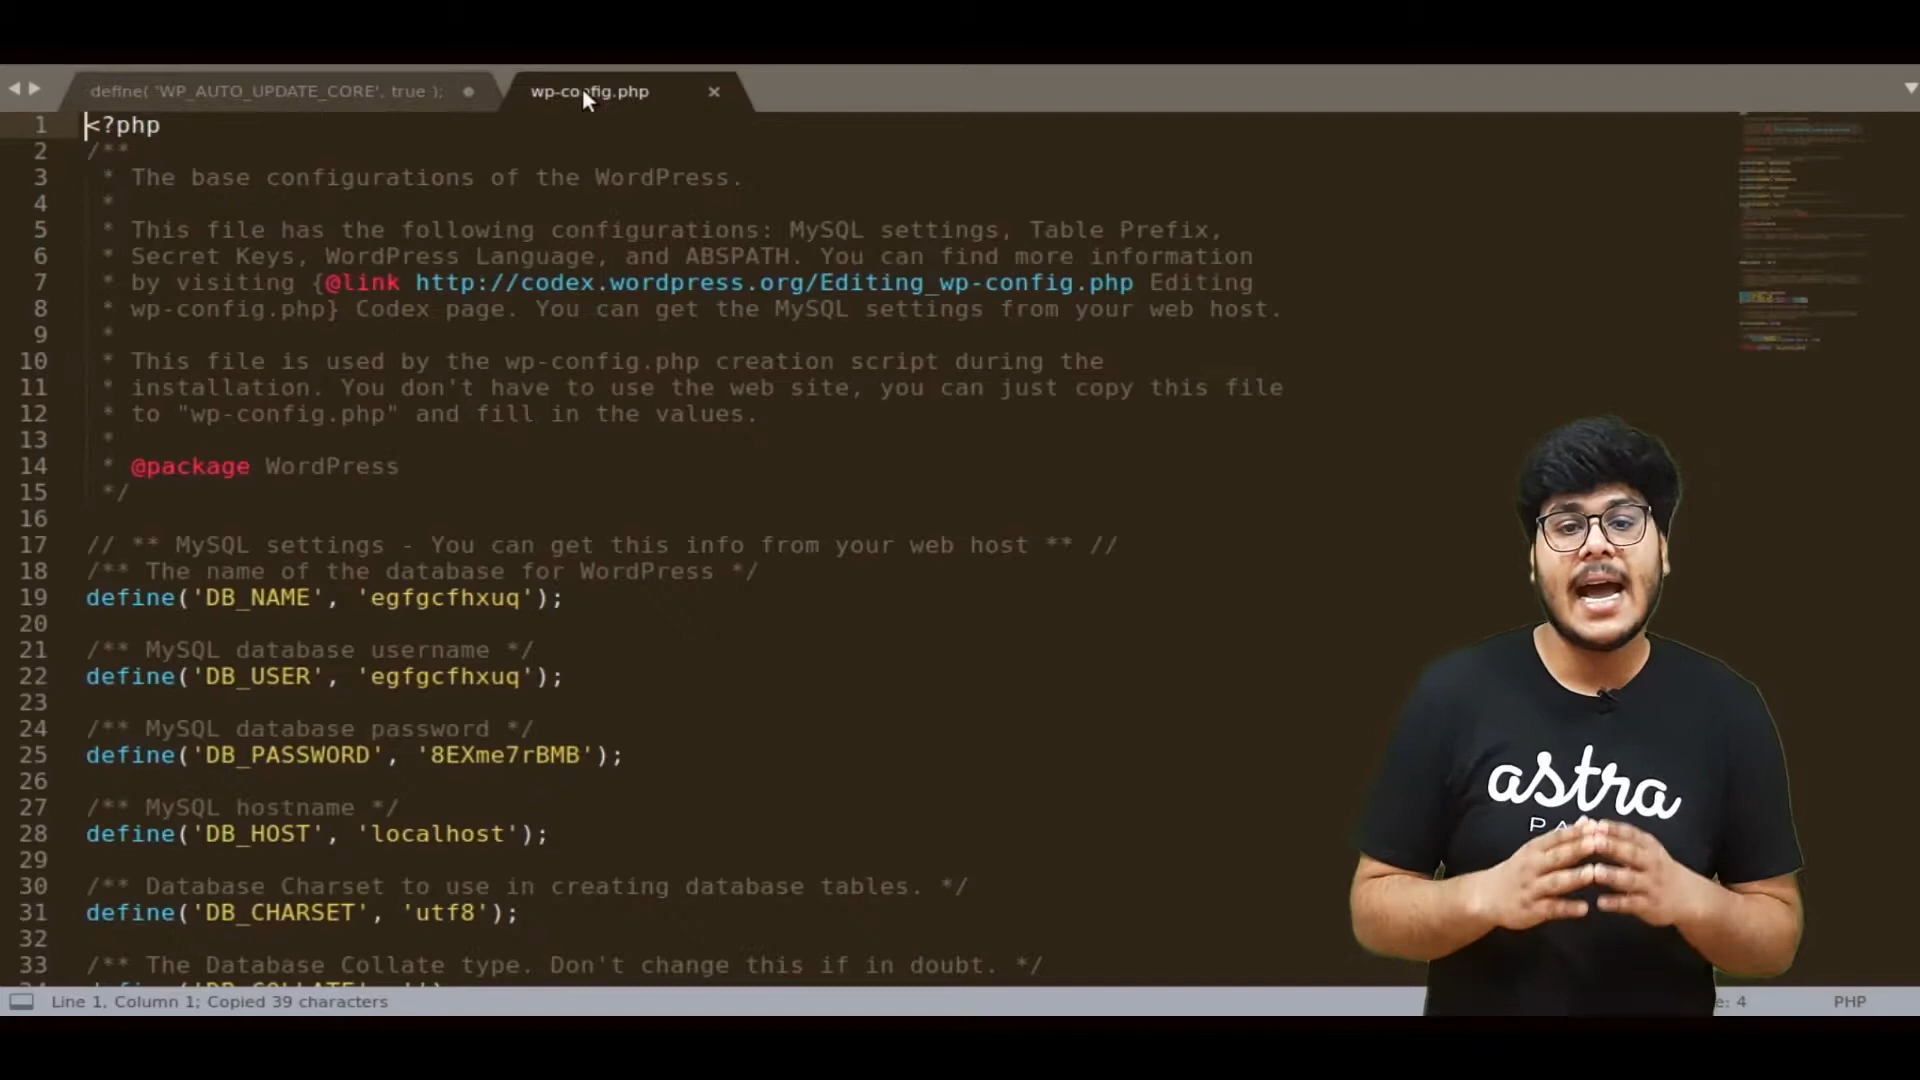 define( 'WP_AUTO_UPDATE_CORE', true );
wp-config.php
1 <?php
2 /**
3 * The base configurations of the WordPress.
4 *
5 * This file has the following configurations: MySQL settings, Table Prefix,
6 * Secret Keys, WordPress Language, and ABSPATH. You can find more information
7 * by visiting {@link http://codex.wordpress.org/Editing_wp-config.php Editing
8 * wp-config.php} Codex page. You can get the MySQL settings from your web host.
9 *
10 * This file is used by the wp-config.php creation script during the
11 * installation. You don't have to use the web site, you can just copy this file
12 * to "wp-config.php" and fill in the values.
13 *
14 * @package WordPress
15 */
16
17 // ** MySQL settings - You can get this info from your web host ** //
18 /** The name of the database for WordPress */
19 define('DB_NAME', 'egfgcfhxuq');
20
21 /** MySQL database username */
22 define('DB_USER', 'egfgcfhxuq');
23
24 /** MySQL database password */
25 define('DB_PASSWORD', '8EXme7rBMB');
26
27 /** MySQL hostname */
28 define('DB_HOST', 'localhost');
29
30 /** Database Charset to use in creating database tables. */
31 define('DB_CHARSET', 'utf8');
32
33 /** The Database Collate type. Don't change this if in doubt. */
astra
PA
Line 1, Column 1; Copied 39 characters
e: 4
PHP